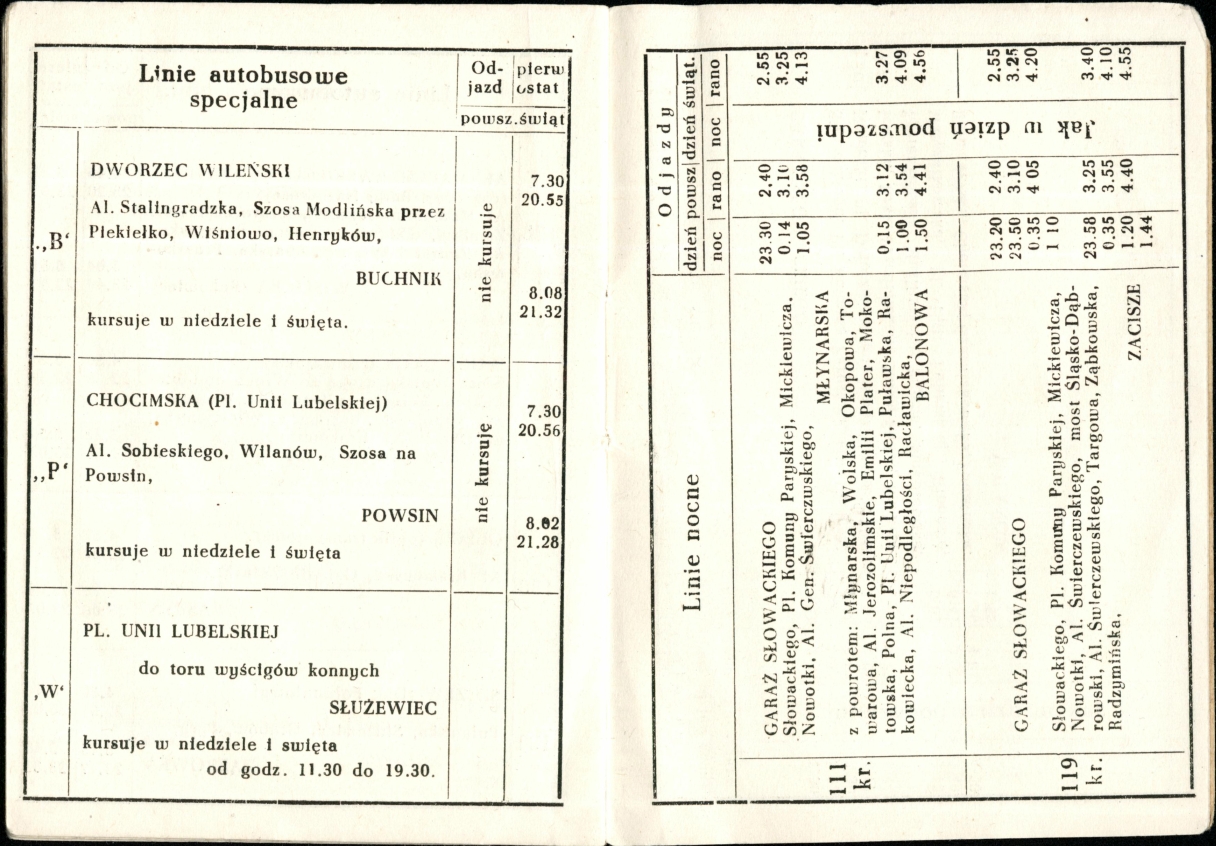 Linie autobusowe
specjalne
Od-
jazd
pierw
ostat
powsz.świąt
„B‘
DWORZEC WILEŃSKI
Al. Stalingradzka, Szosa Modlińska przez
Piekiełko, Wiśniowo, Henryków,
BUCHNIK
kursuje w niedziele i święta.
nie kursuje
7.30
20.55
8.08
21.32
„P‘
CHOCIMSKA (Pl. Unii Lubelskiej)
Al. Sobieskiego, Wilanów, Szosa na
Powsin,
POWSIN
kursuje w niedziele i święta
nie kursuję
7.30
20.56
8.02
21.28
‚W‘
PL. UNII LUBELSKIEJ
do toru wyścigów konnych
SŁUŻEWIEC
kursuje w niedziele i swięta
od godz. 11.30 do 19.30.
Linie nocne
Odjazdy
dzień powsz
dzień świąt.
noc
rano
noc
rano
111
kr.
GARAŻ SŁOWACKIEGO
Słowackiego, Pl. Komuny Paryskiej, Mickiewicza.
Nowotki, Al. Gen. Świerczwskiego,
MŁYNARSKA
z powrotem: Młynarska, Wolska, Okopowa, To-
warowa, Al. Jerozolimskie, Emilii Plater, Moko-
towska, Polna, Pl. Unii Lubelskiej, Puławska, Ra-
kowiecka, Al. Niepodległości, Racławicka,
BALONOWA
23.30
0.14
1.05
0.15
1.00
1.50
2.40
3.10
3.58
3.12
3.54
4.41
Jak w dzień powszedni
2.55
3.25
4.13
3.27
4.09
4.56
119
kr.
GARAŻ SŁOWACKIEGO
Słowackiego, Pl. Komuny Paryskiej, Mickiewicza,
Nowotki, Al. Świerczewskiego, most Śląsko-Dąb-
rowski, Al. Świerczewskiego, Targowa, Ząbkowska,
Radzymińska,
ZACISZE
23.20
23.50
0.35
1 10
23.58
0.35
1.20
1.44
2.40
3.10
4 05
3.25
3.55
4.40
2.55
3.25
4.20
3.40
4.10
4.55